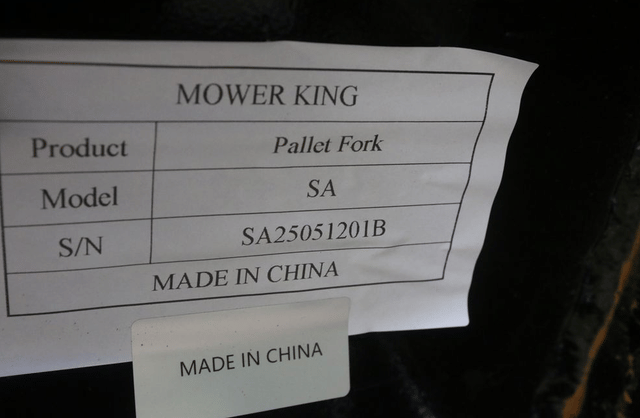 MOWER KING
Product Pallet Fork
Model SA
S/N SA25051201B
MADE IN CHINA
MADE IN CHINA